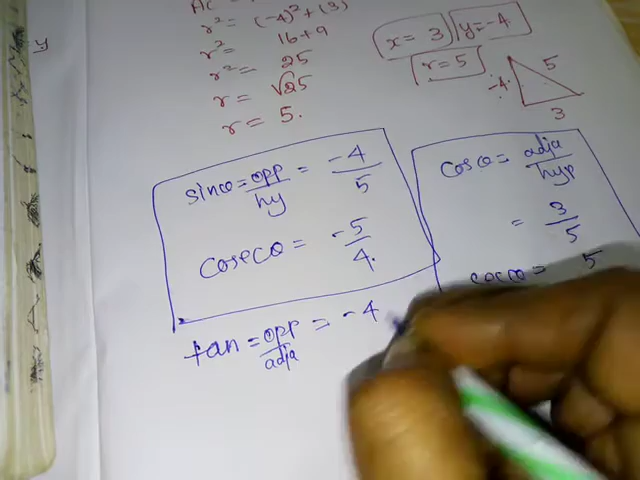 r² = (-4)² + (3)
r² = 16+9
r² = 25
r = √25
r = 5.
x = 3 y = -4
r = 5
-4 5
3
sinθ = opp/hy = -4/5
cosecθ = -5/4.
cosθ = adja/hyp
= 3/5
5
tan = opp/adja = -4